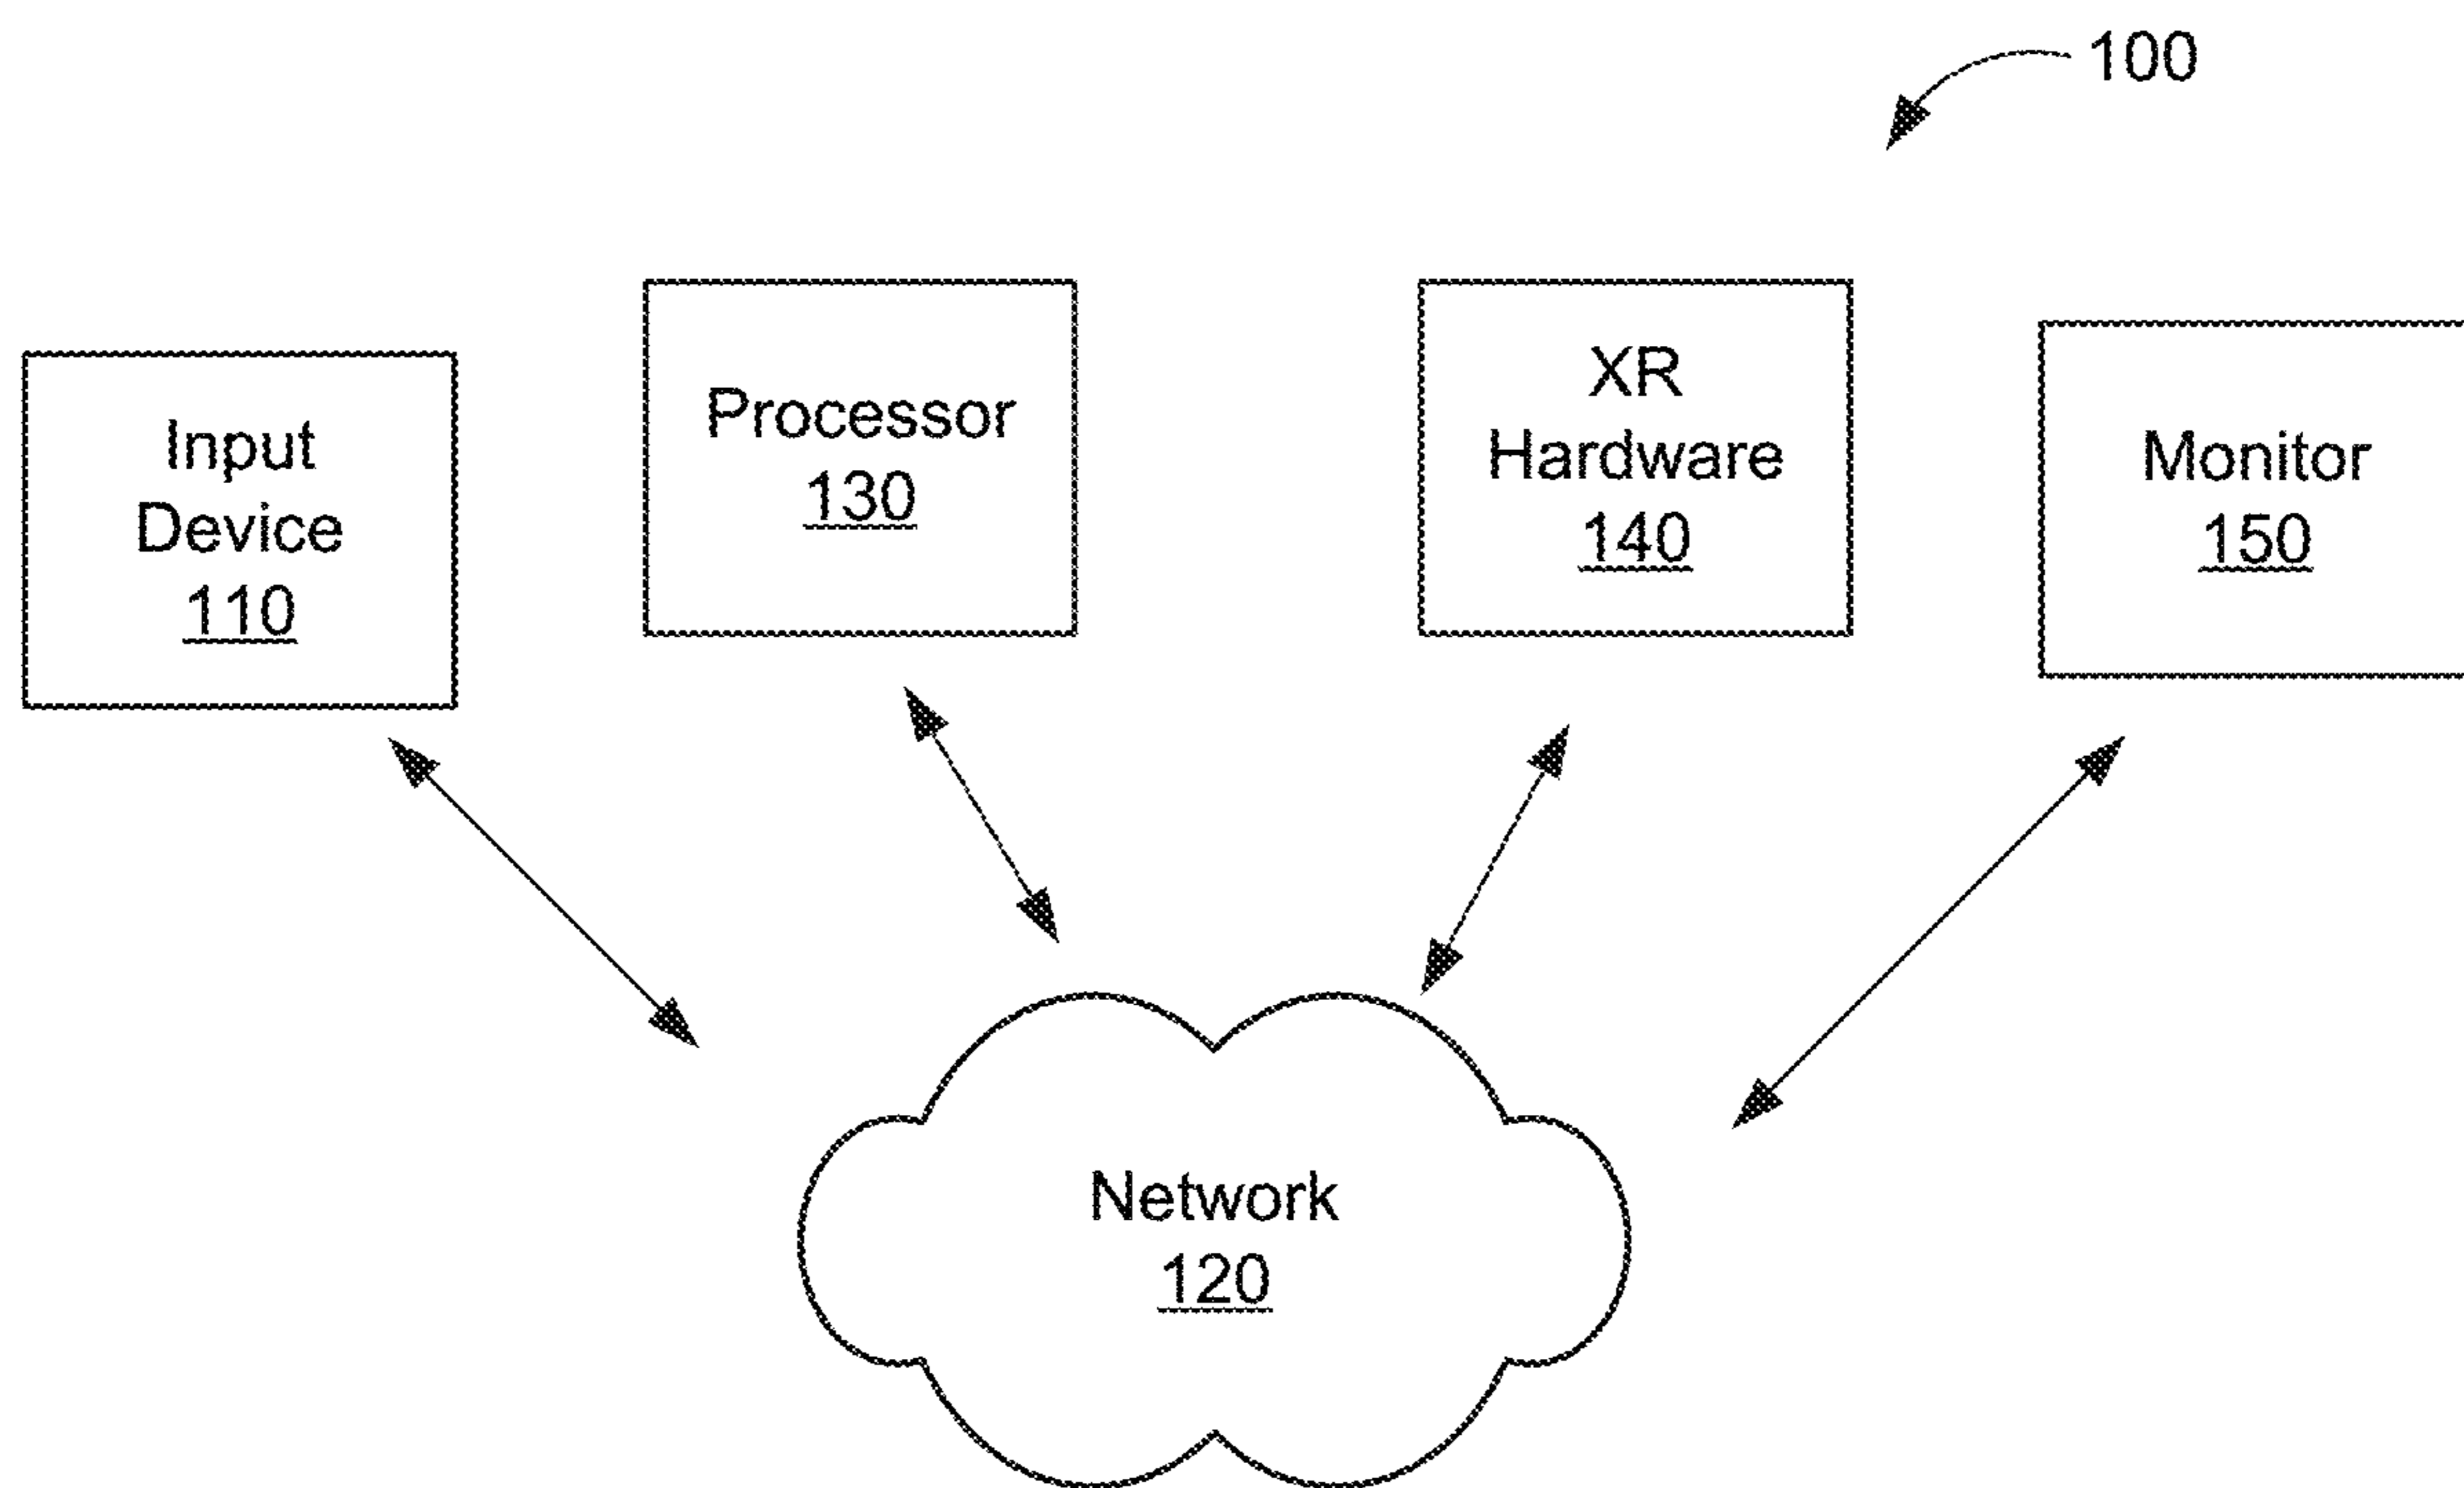 100
Input
Device
110
Processor
130
XR
Hardware
140
Monitor
150
Network
120